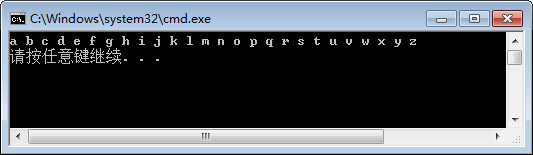 C:\Windows\system32\cmd.exe
a b c d e f g h i j k l m n o p q r s t u v w x y z
请按任意键继续. . .